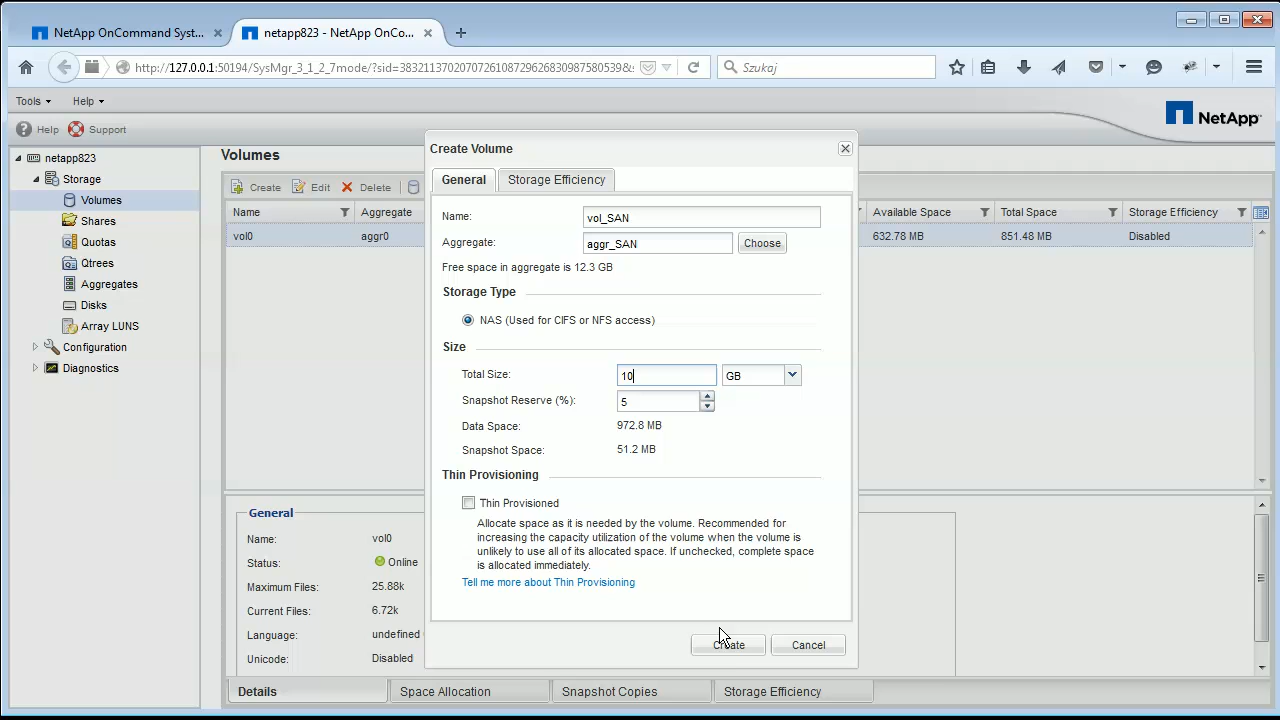 NetApp OnCommand Syst... × netapp823 - NetApp OnCo... × +
http://127.0.0.1:50194/SysMgr_3_1_2_7mode/?sid=
Szukaj
Tools Help
NetApp
Help Support
netapp823
Storage
Volumes
Shares
Quotas
Qtrees
Aggregates
Disks
Array LUNS
Configuration
Diagnostics
Volumes
Create Edit Delete
Name Aggregate Available Space Total Space Storage Efficiency
vol0 aggr0 632.78 MB 851.48 MB Disabled
Create Volume
General Storage Efficiency
Name: vol_SAN
Aggregate: aggr_SAN Choose
Free space in aggregate is 12.3 GB
Storage Type
NAS (Used for CIFS or NFS access)
Size
Total Size: 10 GB
Snapshot Reserve (%): 5
Data Space: 972.8 MB
Snapshot Space: 51.2 MB
Thin Provisioning
Thin Provisioned
Allocate space as it is needed by the volume. Recommended for
increasing the capacity utilization of the volume when the volume is
unlikely to use all of its allocated space. If unchecked, complete space
is allocated immediately.
Tell me more about Thin Provisioning
Create Cancel
General
Name: vol0
Status: Online
Maximum Files: 25.88k
Current Files: 6.72k
Language: undefined
Unicode: Disabled
Details Space Allocation Snapshot Copies Storage Efficiency